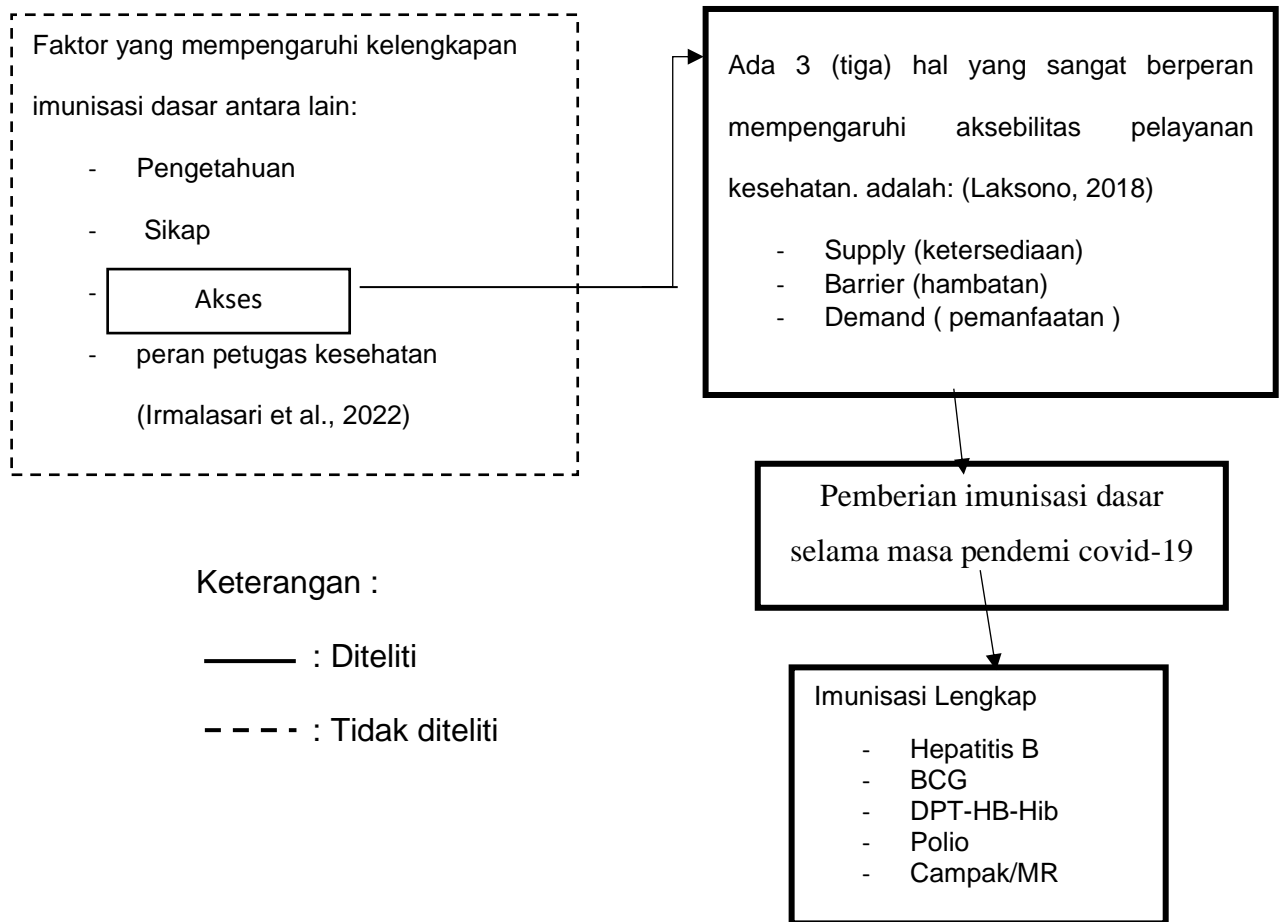 Faktor yang mempengaruhi kelengkapan
imunisasi dasar antara lain:
- Pengetahuan
- Sikap
- Akses
- peran petugas kesehatan
(Irmalasari et al., 2022)
Ada 3 (tiga) hal yang sangat berperan
mempengaruhi aksebilitas pelayanan
kesehatan. adalah: (Laksono, 2018)
- Supply (ketersediaan)
- Barrier (hambatan)
- Demand ( pemanfaatan )
Pemberian imunisasi dasar
selama masa pendemi covid-19
Imunisasi Lengkap
- Hepatitis B
- BCG
- DPT-HB-Hib
- Polio
- Campak/MR
Keterangan :
: Diteliti
: Tidak diteliti